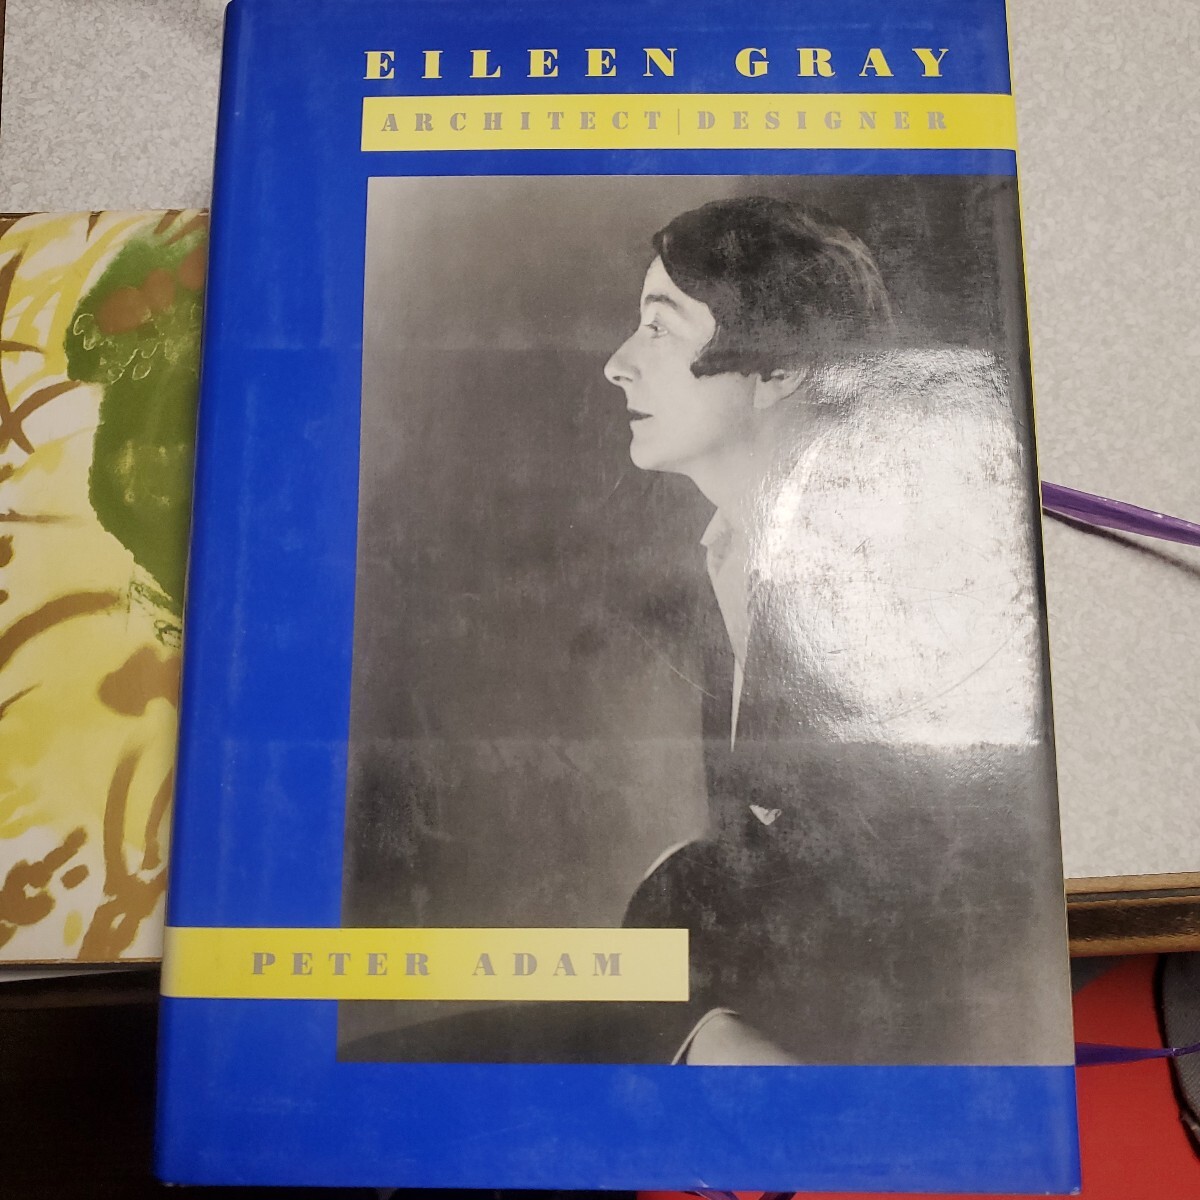 EILEEN GRAY
ARCHITECT | DESIGNER
PETER ADAM